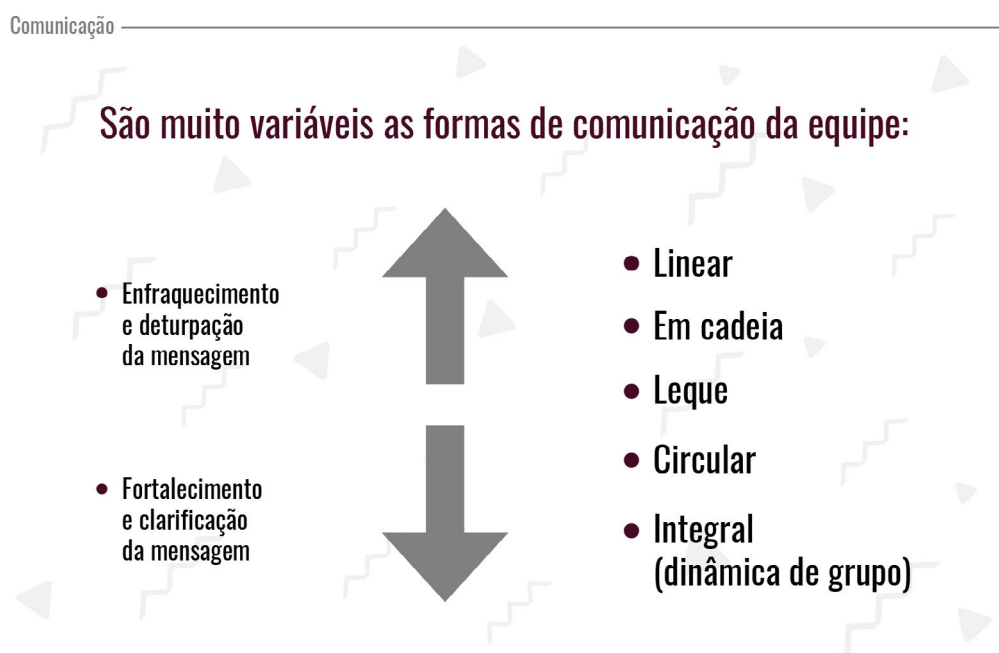 Comunicação
São muito variáveis as formas de comunicação da equipe:
• Enfraquecimento
e deturpação
da mensagem
• Fortalecimento
e clarificação
da mensagem
• Linear
• Em cadeia
• Leque
• Circular
• Integral
(dinâmica de grupo)